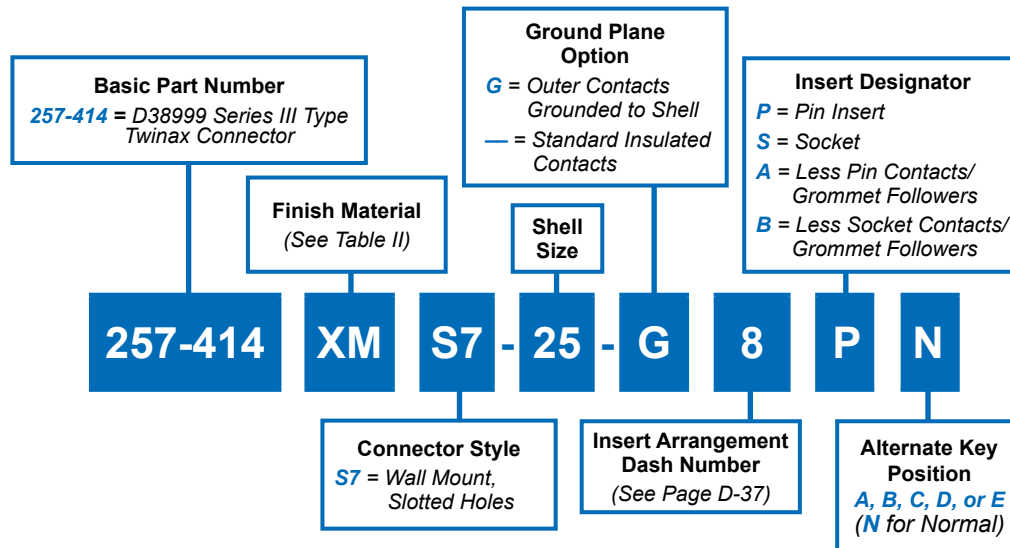 Basic Part Number
257-414 = D38999 Series III Type
Twinax Connector
Finish Material
(See Table II)
Shell
Size
Ground Plane
Option
G = Outer Contacts
Grounded to Shell
— = Standard Insulated
Contacts
Insert Designator
P = Pin Insert
S = Socket
A = Less Pin Contacts/
Grommet Followers
B = Less Socket Contacts/
Grommet Followers
257-414 XM S7 - 25 - G 8 P N
Connector Style
S7 = Wall Mount,
Slotted Holes
Insert Arrangement
Dash Number
(See Page D-37)
Alternate Key
Position
A, B, C, D, or E
(N for Normal)